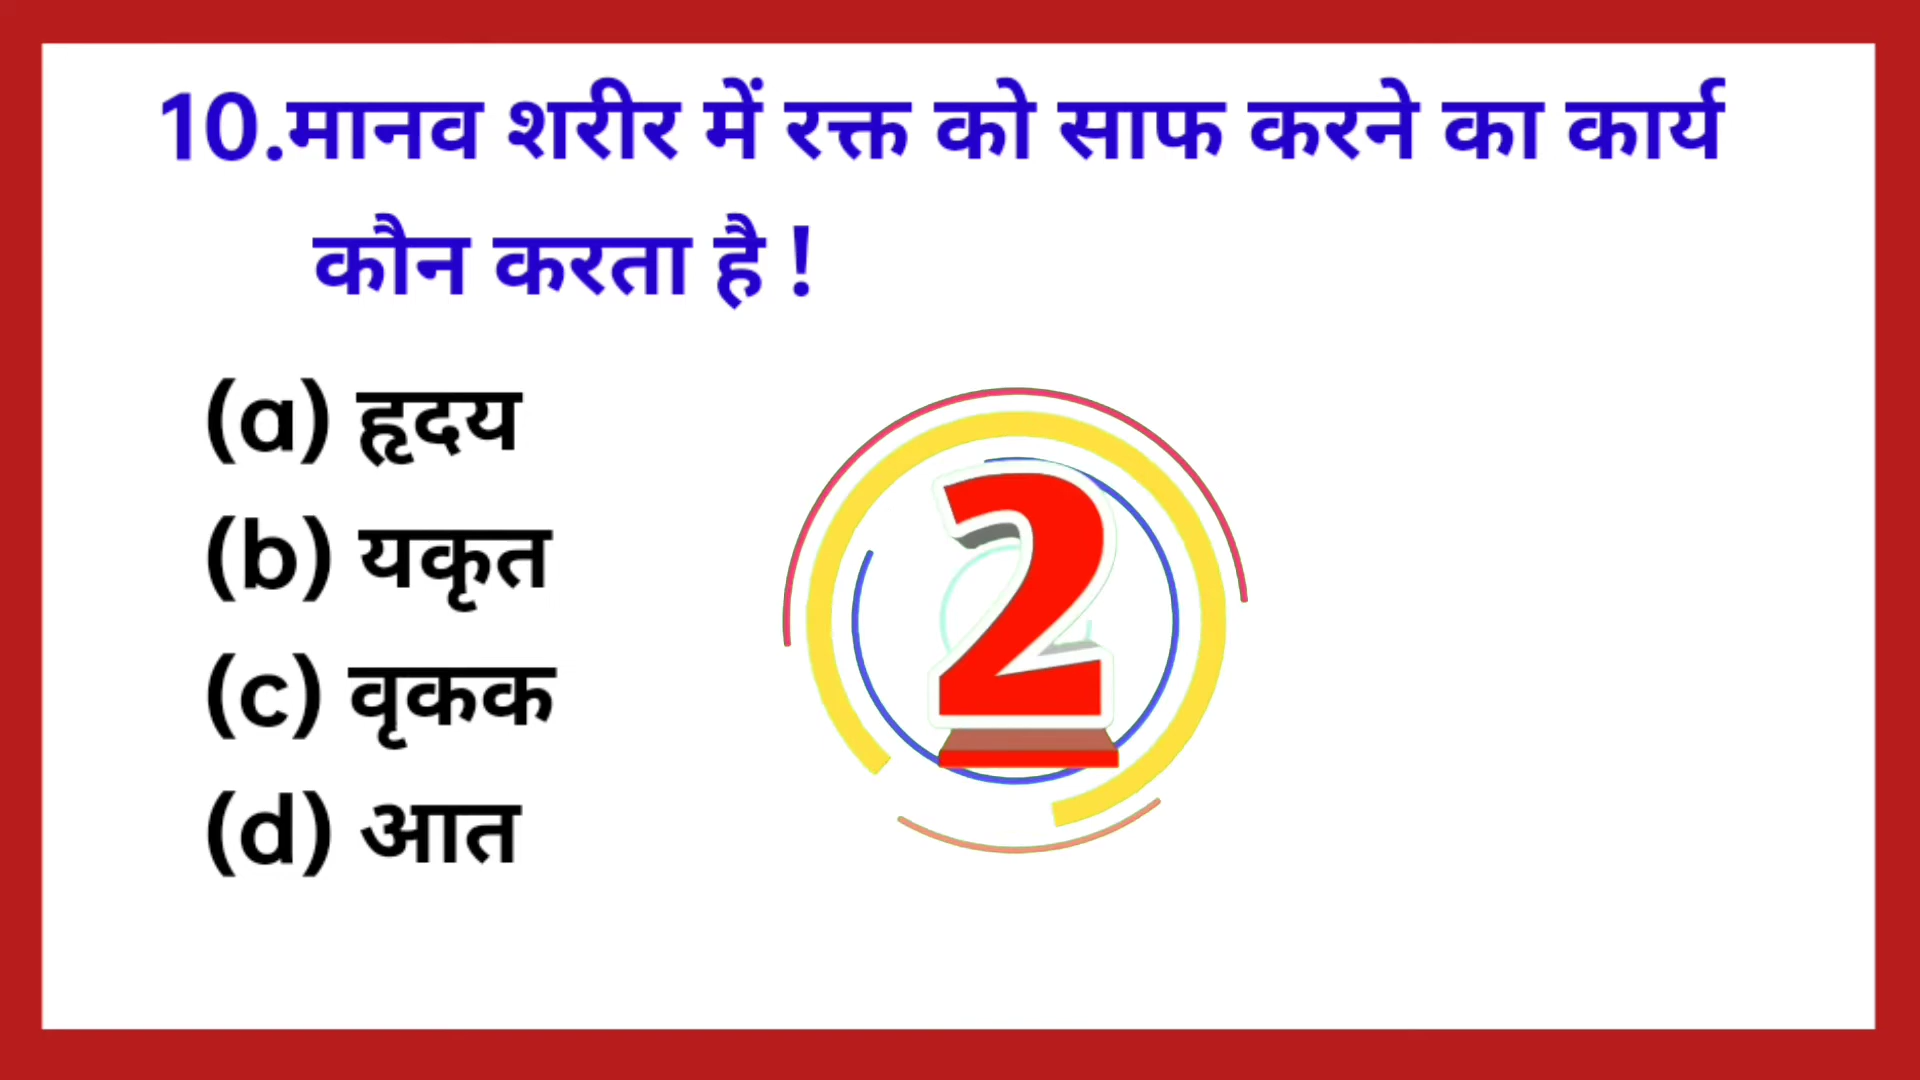 10.मानव शरीर में रक्त को साफ करने का कार्य
कौन करता है !
(a) हृदय
(b) यकृत
(c) वृकक
(d) आत
2